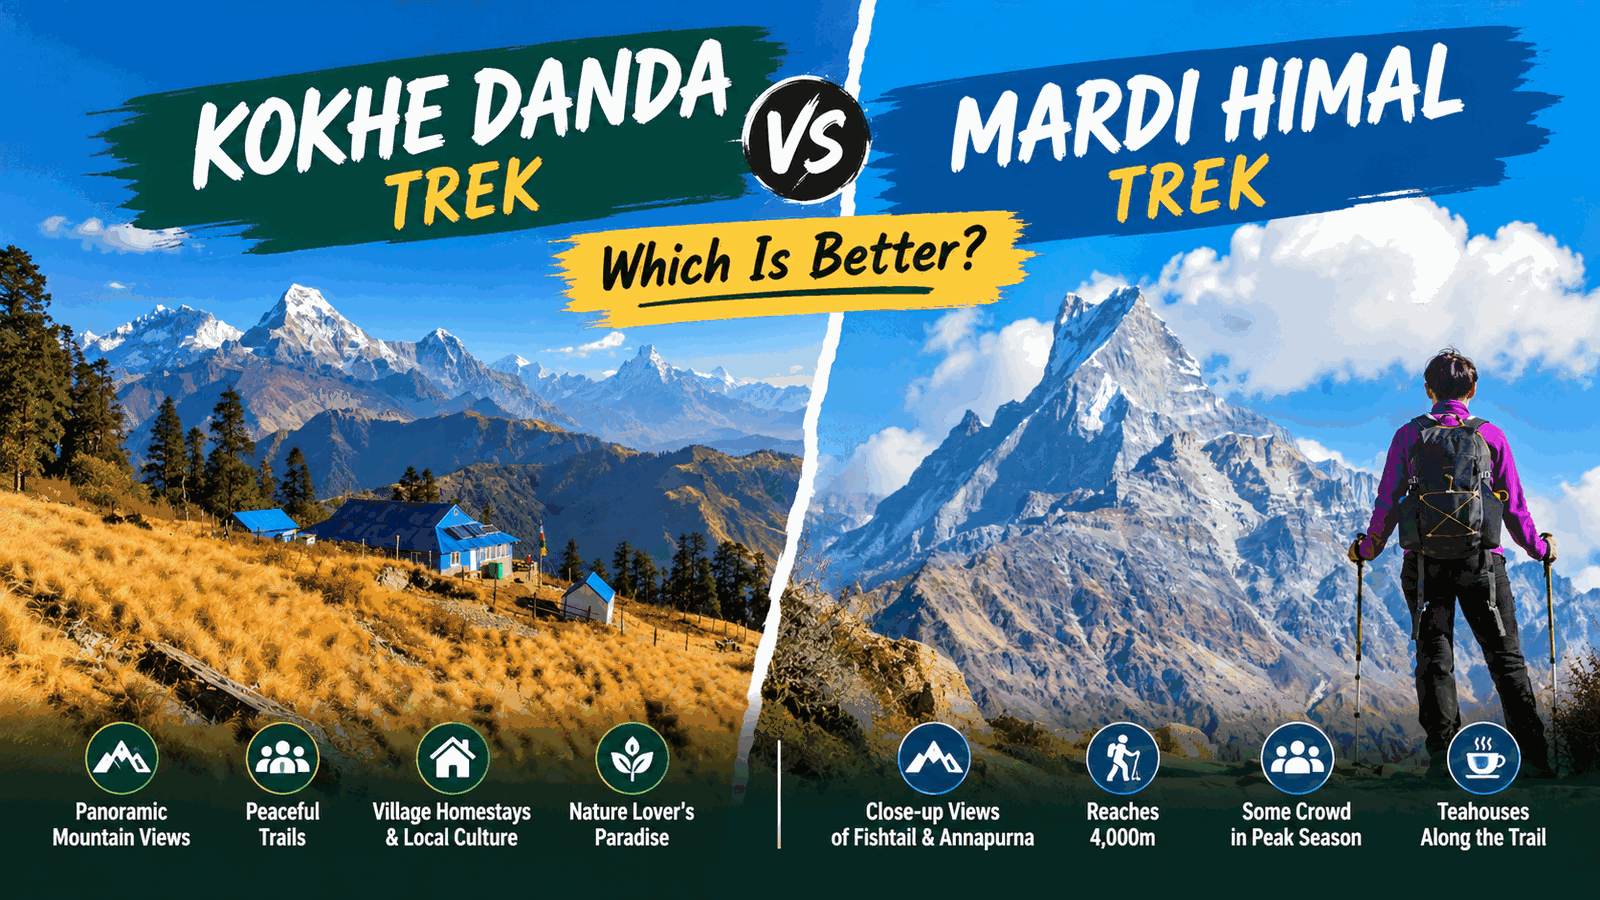 KOKHE DANDA
TREK
VS
MARDI HIMAL
TREK
Which Is Better?
Panoramic
Mountain Views
Peaceful
Trails
Village Homestays
& Local Culture
Nature Lover's
Paradise
Close-up Views
of Fishtail & Annapurna
Reaches
4,000m
Some Crowd
in Peak Season
Teahouses
Along the Trail